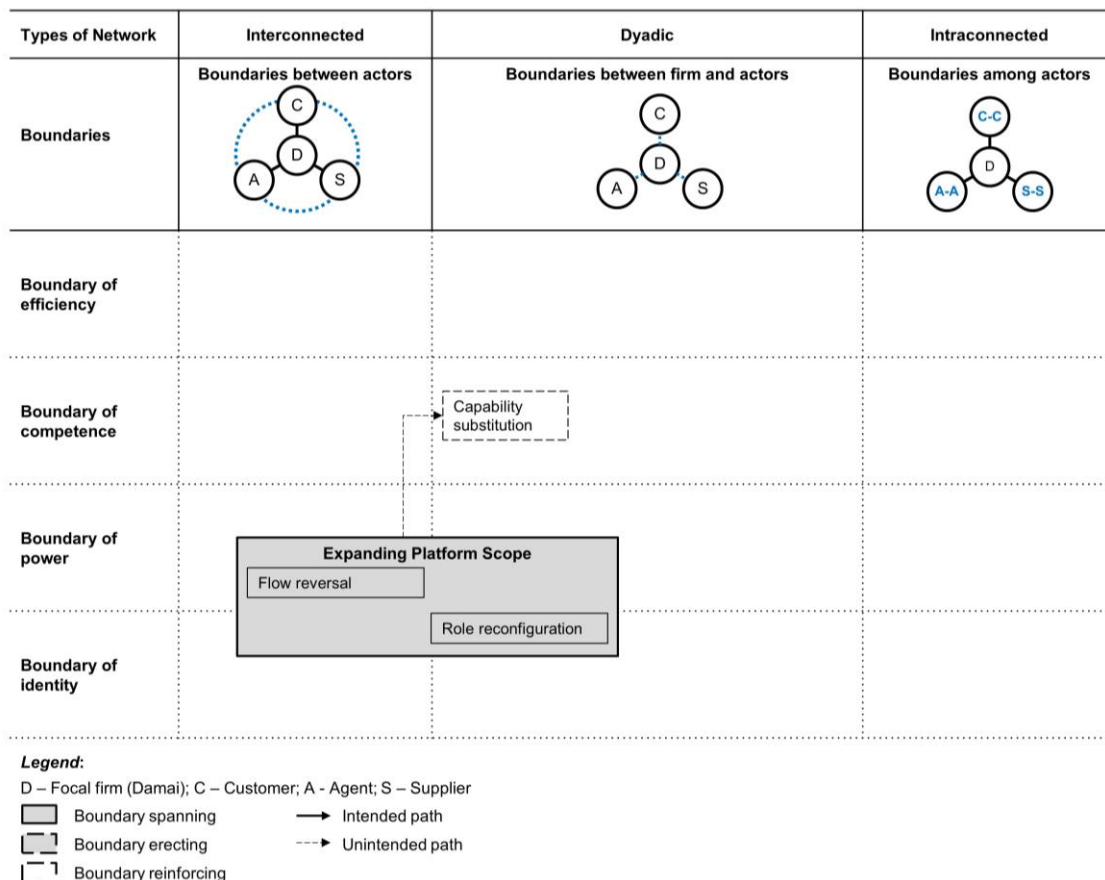 Types of Network
Interconnected
Dyadic
Intraconnected
Boundaries
Boundaries between actors
C
D
A
S
Boundaries between firm and actors
C
D
A
S
Boundaries among actors
C-C
D
A-A
S-S
Boundary of
efficiency
Boundary of
competence
Capability
substitution
Boundary of
power
Expanding Platform Scope
Flow reversal
Role reconfiguration
Boundary of
identity
Legend:
D – Focal firm (Damai); C – Customer; A - Agent; S – Supplier
Boundary spanning
Intended path
Boundary erecting
Unintended path
Boundary reinforcing